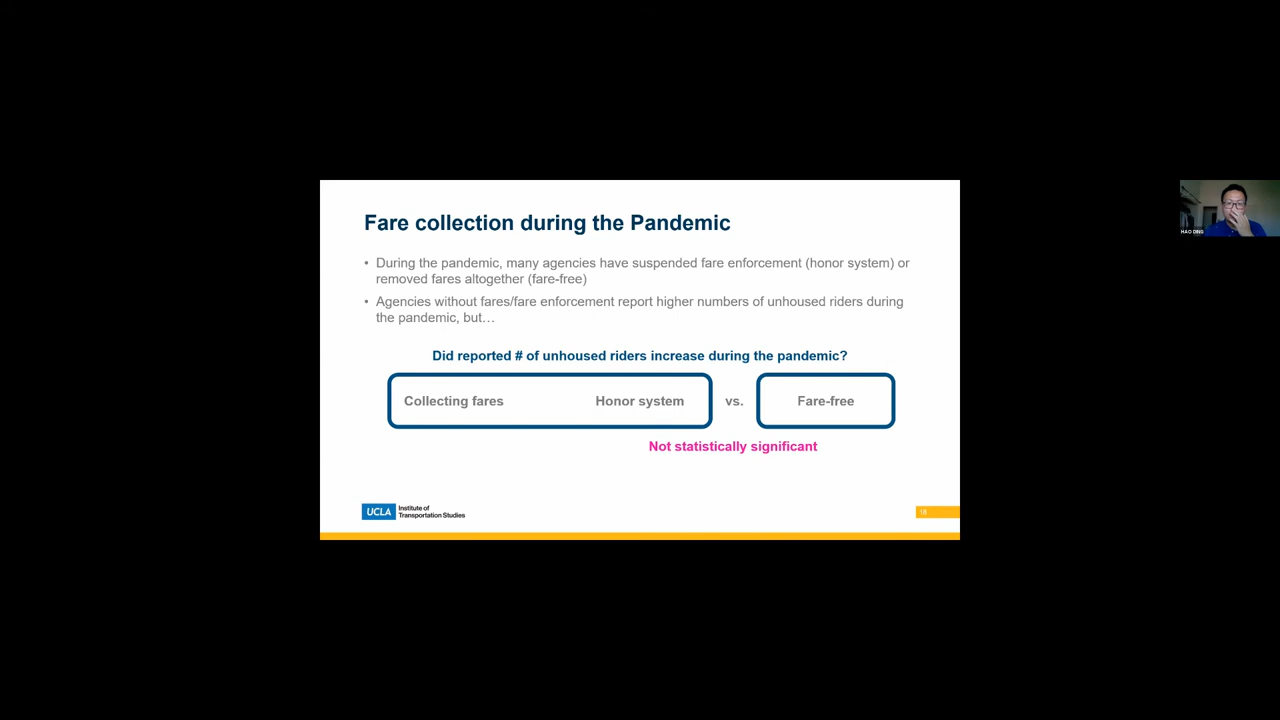 Fare collection during the Pandemic
• During the pandemic, many agencies have suspended fare enforcement (honor system) or
removed fares altogether (fare-free)
• Agencies without fares/fare enforcement report higher numbers of unhoused riders during
the pandemic, but…
Did reported # of unhoused riders increase during the pandemic?
Collecting fares Honor system vs. Fare-free
Not statistically significant
UCLA Institute of
Transportation Studies
HAO DING